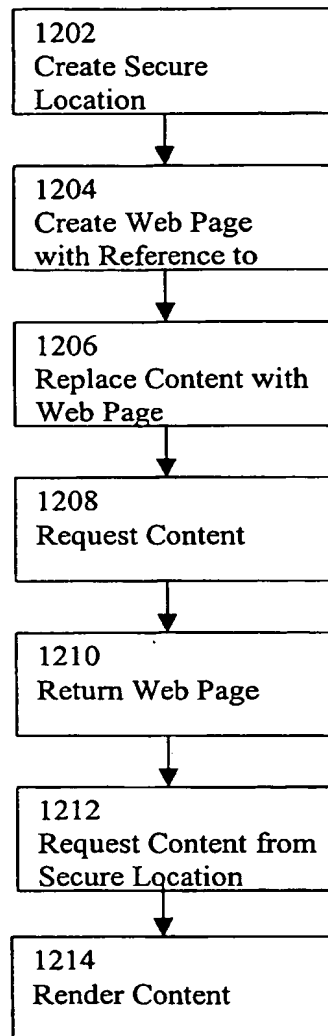 1202
Create Secure
Location
1204
Create Web Page
with Reference to
1206
Replace Content with
Web Page
1208
Request Content
1210
Return Web Page
1212
Request Content from
Secure Location
1214
Render Content